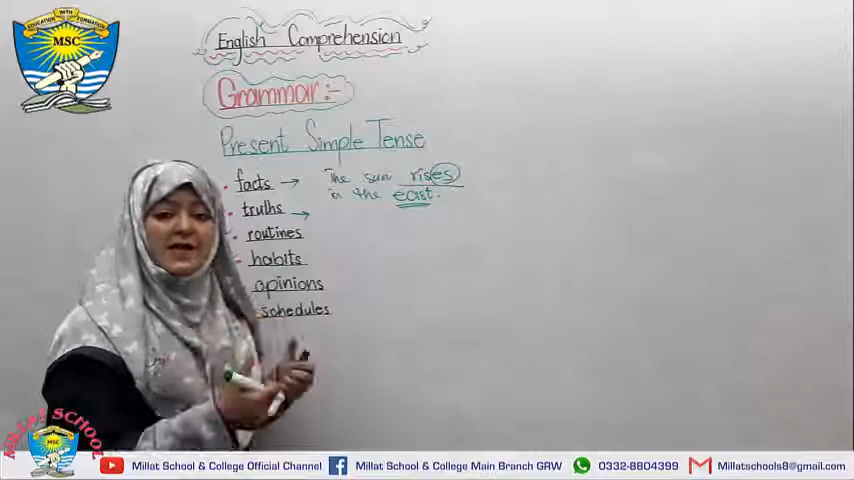 EDUCATION WITH FORMATION
MSC
English Comprehension
Grammar:-
Present Simple Tense
facts → The sun rises
in the east.
truths →
routines
habits
opinions
schedules
MILLAT SCHOOL
MSC
Millat School & College Official Channel Millat School & College Main Branch GRW 0332-8804399 Millatschools8@gmail.com